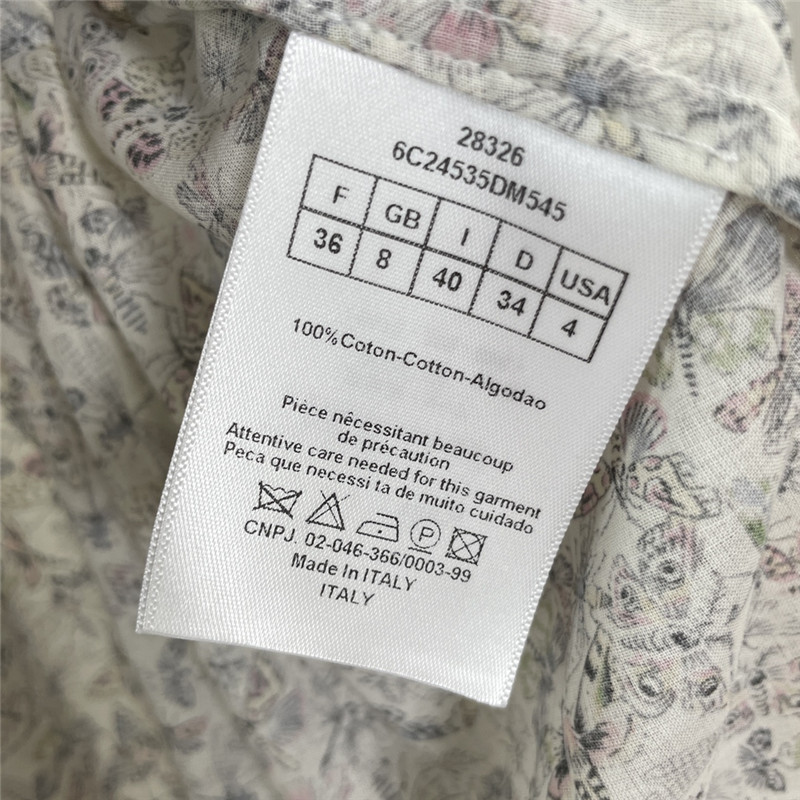 28326
6C24535DM545
F GB I D USA
36 8 40 34 4
100%Coton-Cotton-Algodao
Pièce nêcessitant beaucoup
de précaution
Attentive care needed for this garment
Peca que necessi ta de muito cuidado
P
CNPJ. 02-046-366/0003-99
Made In ITALY
ITALY